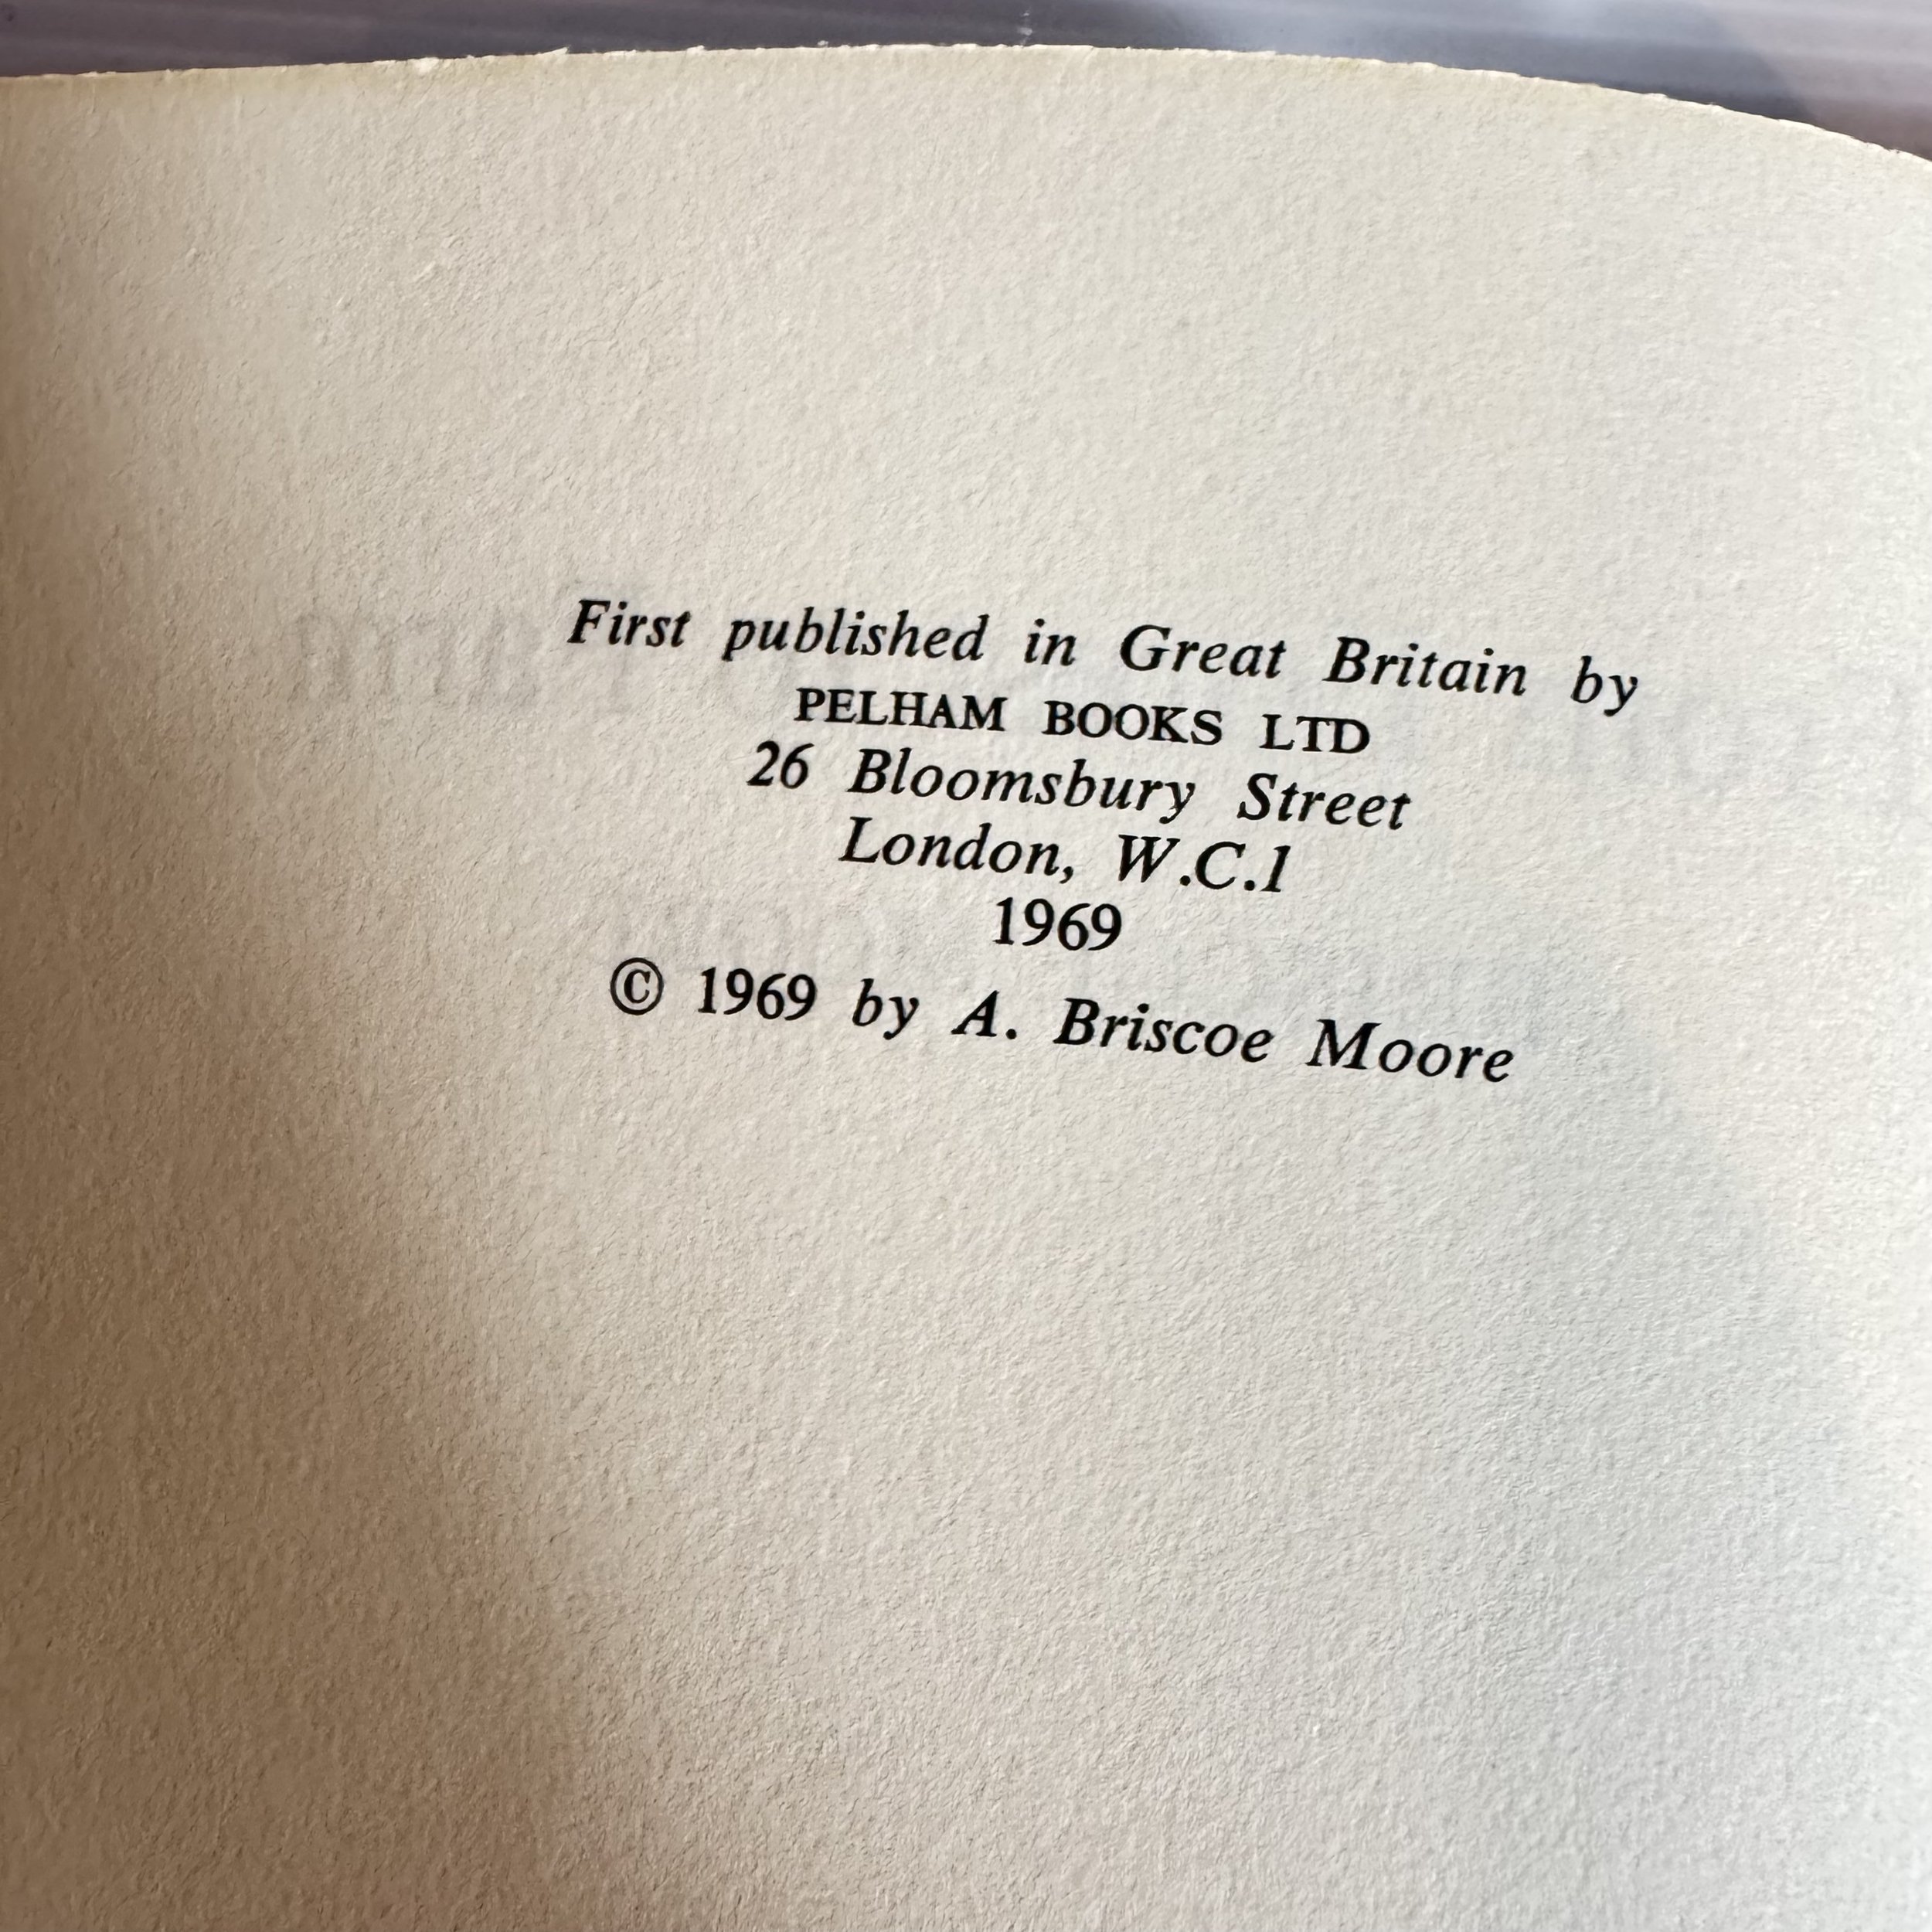 First published in Great Britain by
PELHAM BOOKS LTD
26 Bloomsbury Street
London, W.C.1
1969
© 1969 by A. Briscoe Moore